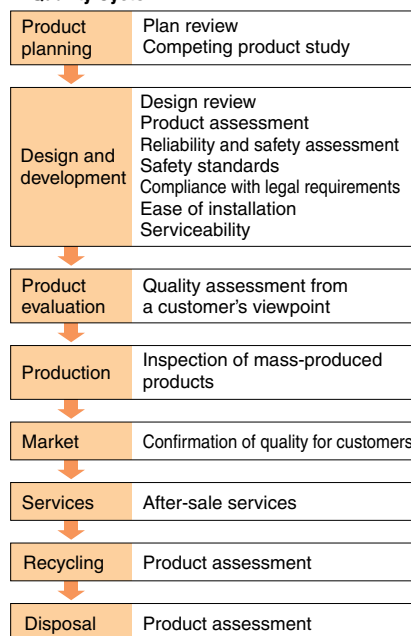 Product
planning
Plan review
Competing product study
Design and
development
Design review
Product assessment
Reliability and safety assessment
Safety standards
Compliance with legal requirements
Ease of installation
Serviceability
Product
evaluation
Quality assessment from
a customer's viewpoint
Production
Inspection of mass-produced
products
Market
Confirmation of quality for customers
Services
After-sale services
Recycling
Product assessment
Disposal
Product assessment